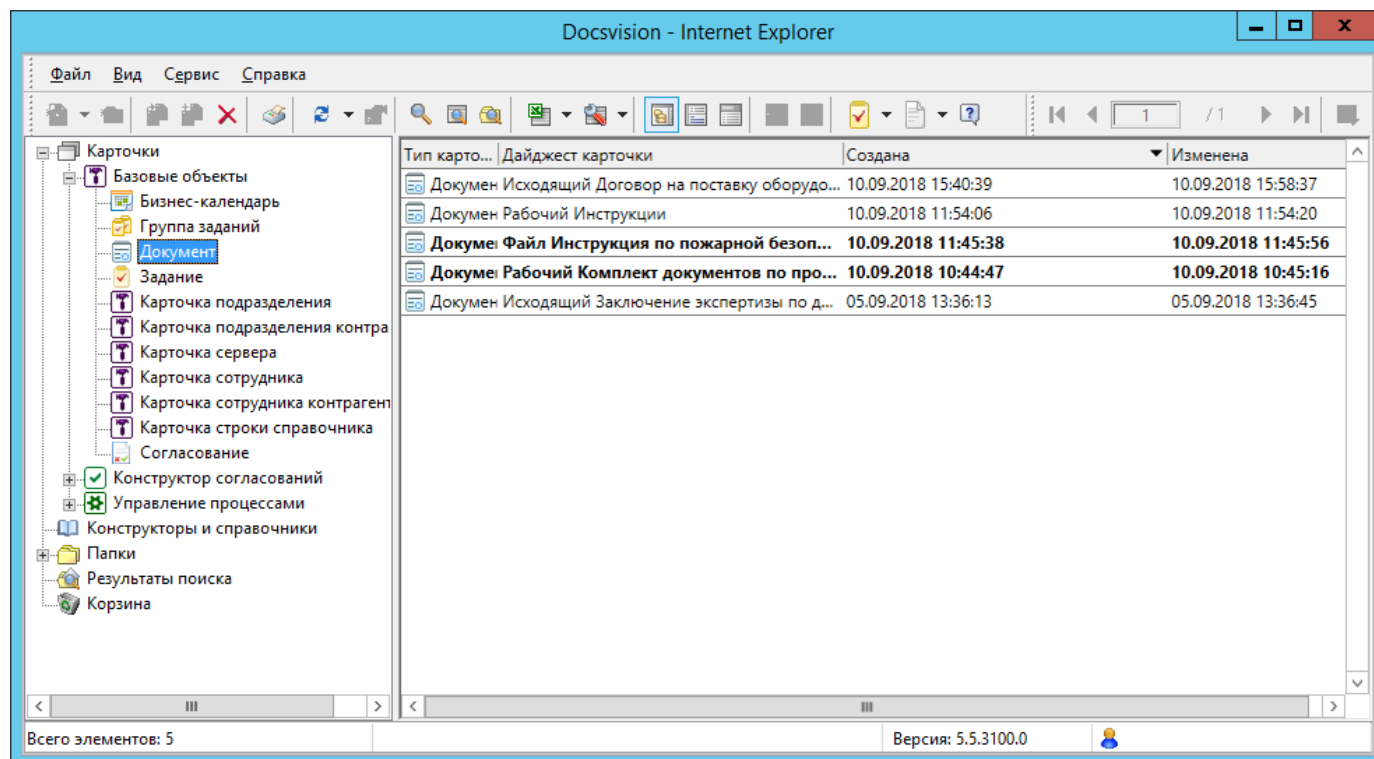 Docsvision - Internet Explorer
Файл Вид Сервис Справка
1 / 1
Карточки
Базовые объекты
Бизнес-календарь
Группа заданий
Документ
Задание
Карточка подразделения
Карточка подразделения контра
Карточка сервера
Карточка сотрудника
Карточка сотрудника контрагент
Карточка строки справочника
Согласование
Конструктор согласований
Управление процессами
Конструкторы и справочники
Папки
Результаты поиска
Корзина
Тип карто... Дайджест карточки Создана Изменена
Докумен Исходящий Договор на поставку оборудо... 10.09.2018 15:40:39 10.09.2018 15:58:37
Докумен Рабочий Инструкции 10.09.2018 11:54:06 10.09.2018 11:54:20
Докуме Файл Инструкция по пожарной безоп... 10.09.2018 11:45:38 10.09.2018 11:45:56
Докуме Рабочий Комплект документов по про... 10.09.2018 10:44:47 10.09.2018 10:45:16
Докумен Исходящий Заключение экспертизы по д... 05.09.2018 13:36:13 05.09.2018 13:36:45
Всего элементов: 5 Версия: 5.5.3100.0